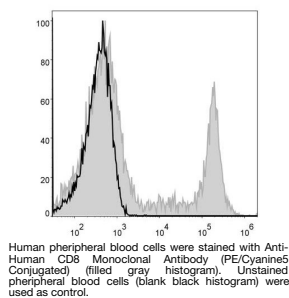 100
80
60
40
20
0
10² 10³ 10⁴ 10⁵ 10⁶
Human pheripheral blood cells were stained with Anti-
Human CD8 Monoclonal Antibody (PE/Cyanine5
Conjugated) (filled gray histogram). Unstained
pheripheral blood cells (blank black histogram) were
used as control.